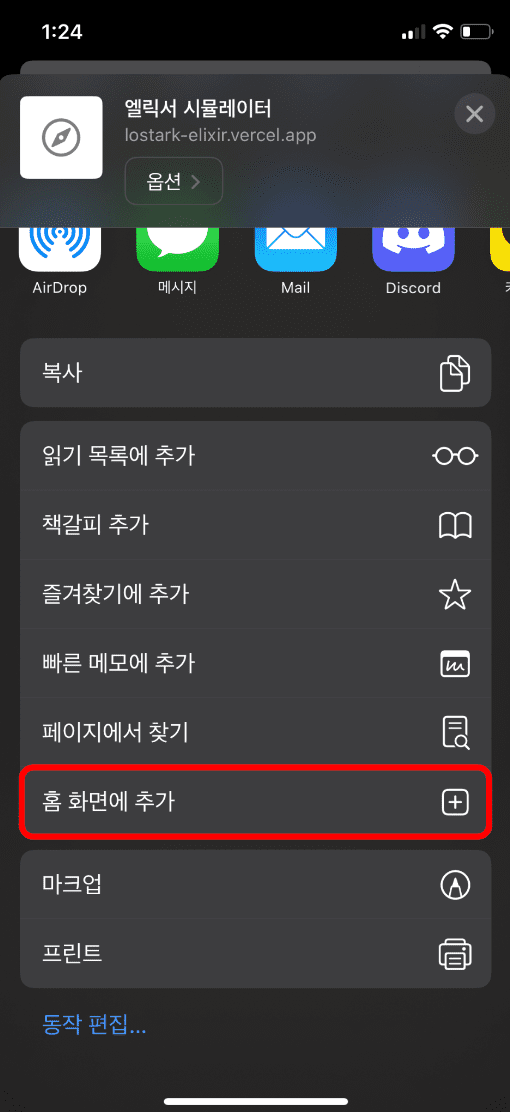 1:24
엘릭서 시뮬레이터
lostark-elixir.vercel.app
옵션
AirDrop
메시지
Mail
Discord
복사
읽기 목록에 추가
책갈피 추가
즐겨찾기에 추가
빠른 메모에 추가
페이지에서 찾기
홈 화면에 추가
마크업
프린트
동작 편집...